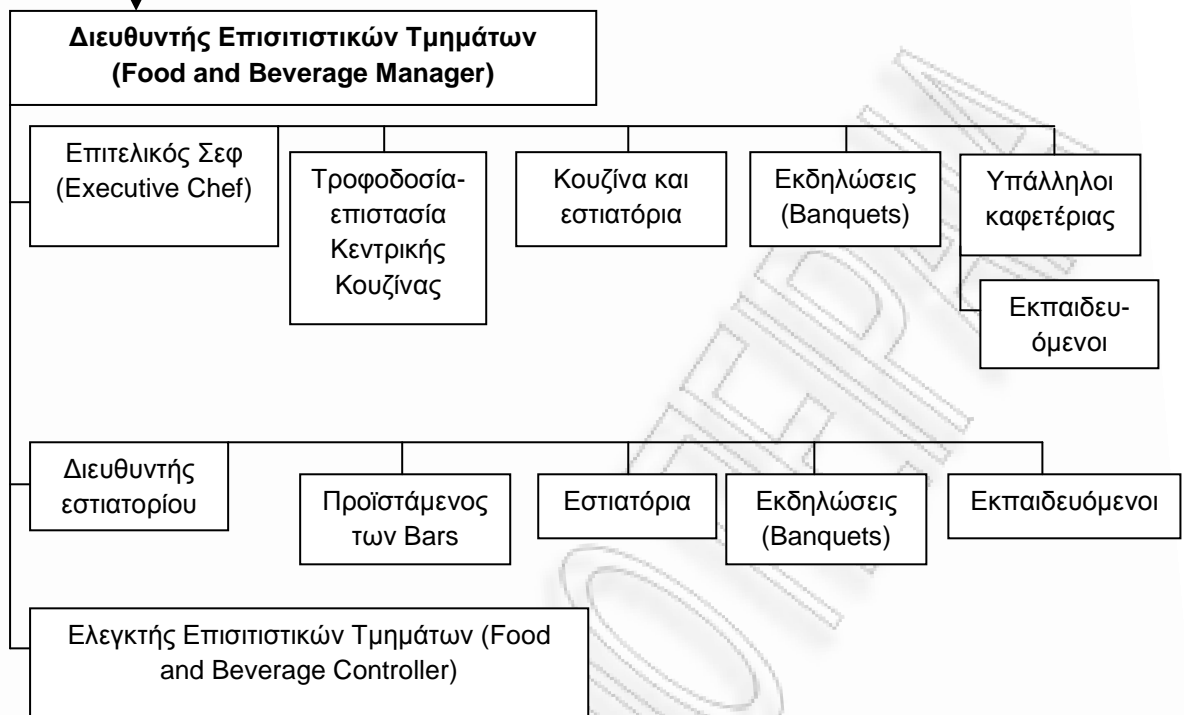 Διευθυντής Επισιτιστικών Τμημάτων
(Food and Beverage Manager)
Επιτελικός Σεφ
(Executive Chef)
Τροφοδοσία-
επιστασία
Κεντρικής
Κουζίνας
Κουζίνα και
εστιατόρια
Εκδηλώσεις
(Banquets)
Υπάλληλοι
καφετέριας
Εκπαιδευ-
όμενοι
Διευθυντής
εστιατορίου
Προϊστάμενος
των Bars
Εστιατόρια
Εκδηλώσεις
(Banquets)
Εκπαιδευόμενοι
Ελεγκτής Επισιτιστικών Τμημάτων (Food
and Beverage Controller)